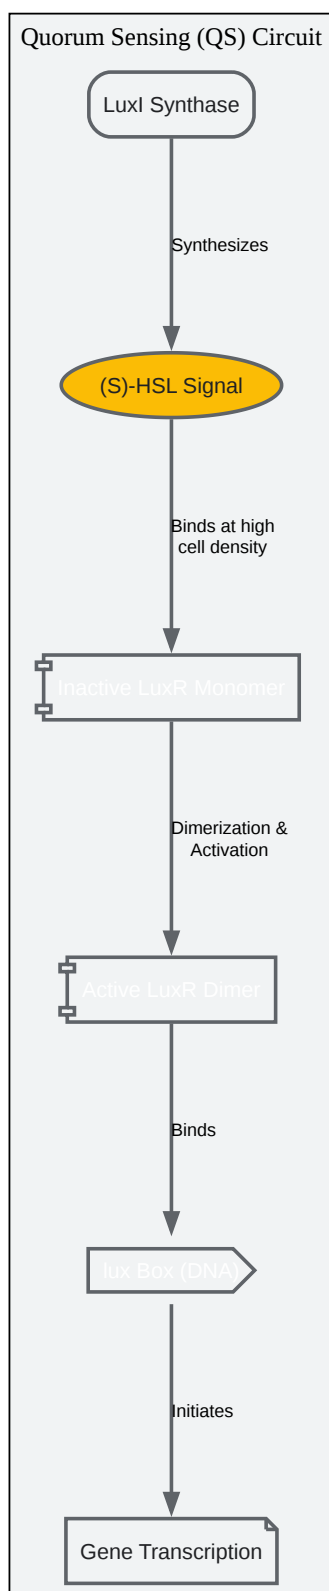 Quorum Sensing (QS) Circuit
LuxI Synthase
Synthesizes
(S)-HSL Signal
Binds at high
cell density
Inactive LuxR Monomer
Dimerization &
Activation
Active LuxR Dimer
Binds
lux Box (DNA)
Initiates
Gene Transcription